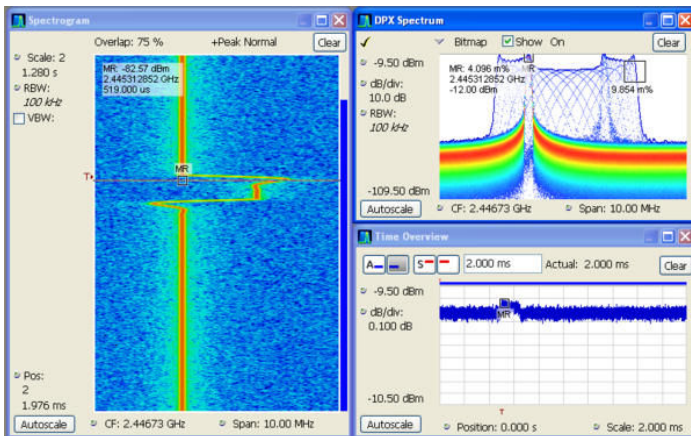 Spectrogram
Overlap: 75 %
+Peak Normal
Clear
Scale: 2
1.280 s
RBW:
100 kHz
VBW:
MR: -82.57 dBm
2.445312852 GHz
519.000 us
MR
T
Pos:
2
1.976 ms
Autoscale
CF: 2.44673 GHz
Span: 10.00 MHz
DPX Spectrum
Bitmap
Show
On
Clear
-9.50 dBm
dB/div:
10.0 dB
RBW:
100 kHz
-109.50 dBm
MR: 4.096 m%
2.445312852 GHz
-12.00 dBm
MR
9.854 m%
Autoscale
CF: 2.44673 GHz
Span: 10.00 MHz
Time Overview
A
S
2.000 ms
Actual: 2.000 ms
Clear
-9.50 dBm
dB/div:
0.100 dB
-10.50 dBm
MR
T
Autoscale
Position: 0.000 s
Scale: 2.000 ms